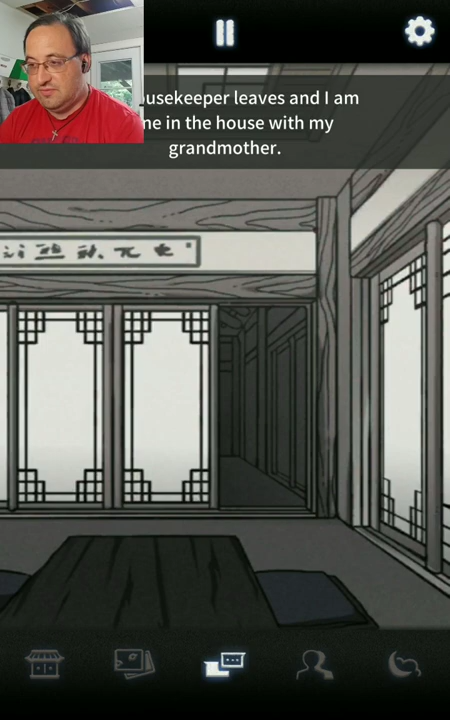 usekeeper leaves and I am
ne in the house with my
grandmother.